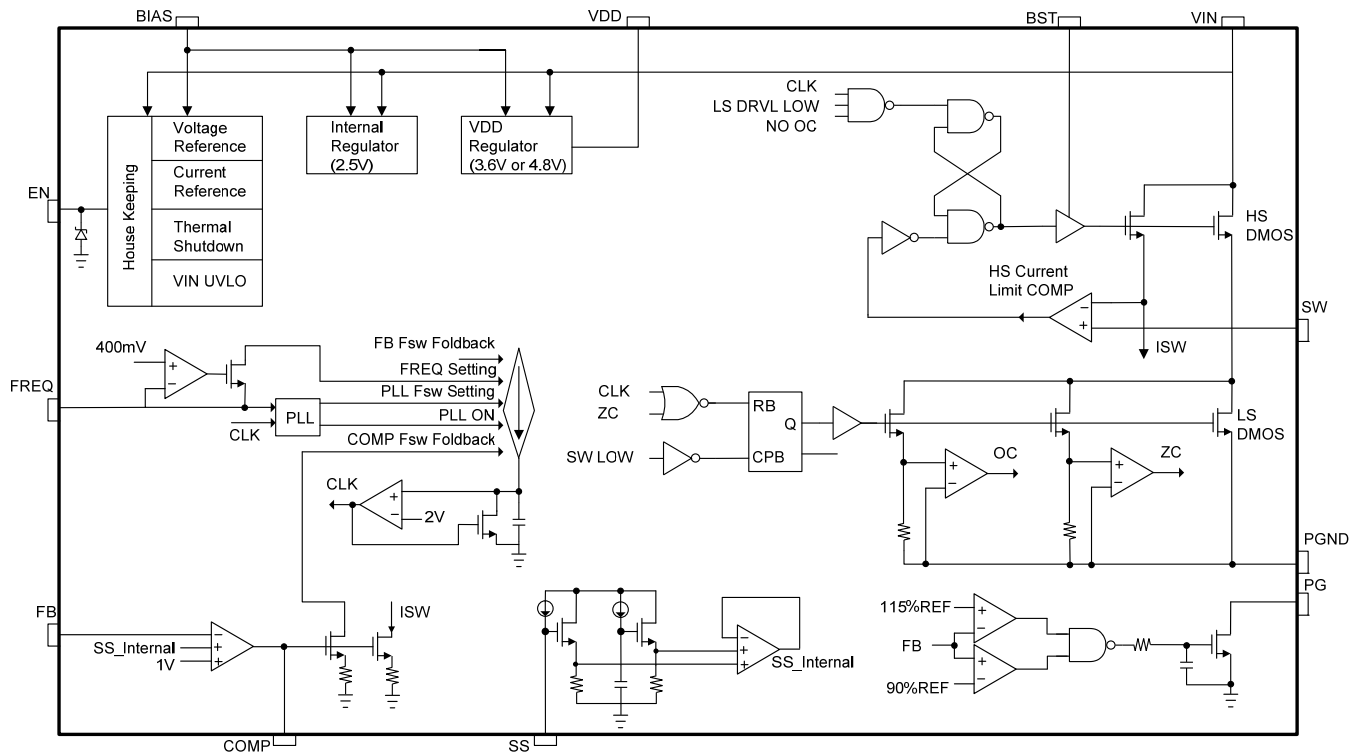 BIAS
VDD
BST
VIN
CLK
LS DRVL LOW
NO OC
House Keeping
Voltage
Reference
Current
Reference
Thermal
Shutdown
VIN UVLO
Internal
Regulator
(2.5V)
VDD
Regulator
(3.6V or 4.8V)
EN
HS
DMOS
HS Current
Limit COMP
-
+
SW
ISW
400mV
+
-
FREQ
PLL
CLK
FB Fsw Foldback
FREQ Setting
PLL Fsw Setting
PLL ON
COMP Fsw Foldback
CLK
+
-
2V
CLK
ZC
SW LOW
RB
Q
CPB
LS
DMOS
+
-
OC
+
-
ZC
PGND
PG
FB
SS_Internal
1V
-
+
+
ISW
-
+
+
SS_Internal
115%REF
FB
90%REF
+
-
+
-
COMP
SS